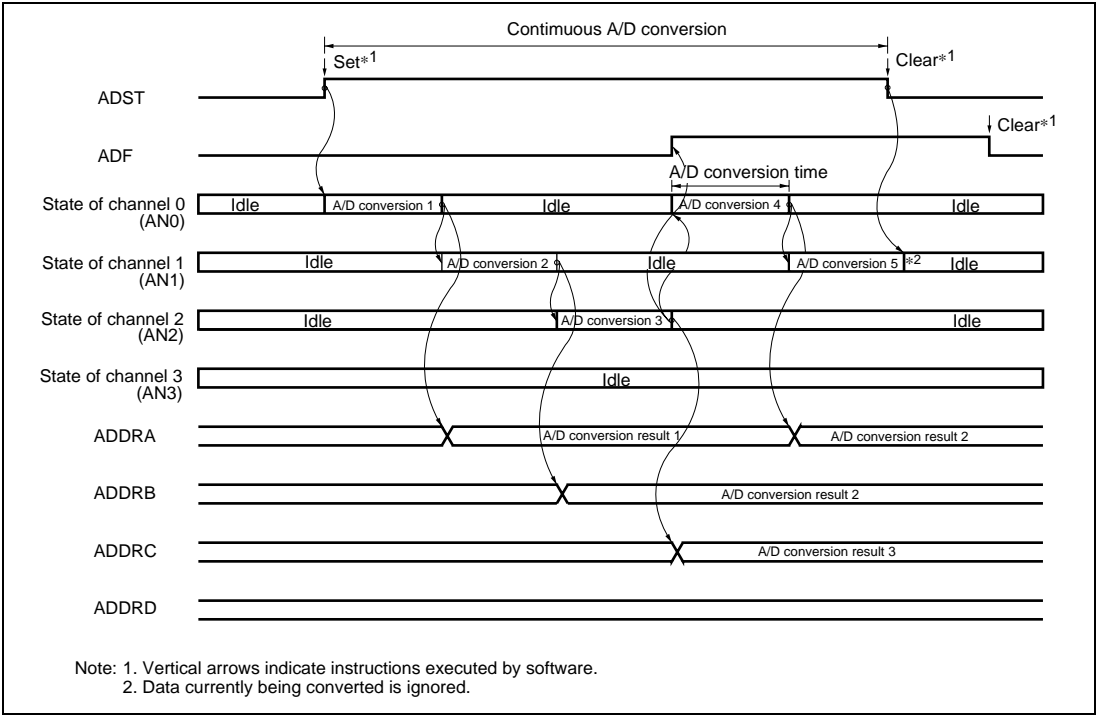 Continuous A/D conversion
Set*1
Clear*1
ADST
Clear*1
ADF
A/D conversion time
State of channel 0
(AN0)
Idle
A/D conversion 1
Idle
A/D conversion 4
Idle
State of channel 1
(AN1)
Idle
A/D conversion 2
Idle
A/D conversion 5
*2
Idle
State of channel 2
(AN2)
Idle
A/D conversion 3
Idle
State of channel 3
(AN3)
Idle
ADDRA
A/D conversion result 1
A/D conversion result 2
ADDRB
A/D conversion result 2
ADDRC
A/D conversion result 3
ADDRD
Note: 1. Vertical arrows indicate instructions executed by software.
2. Data currently being converted is ignored.